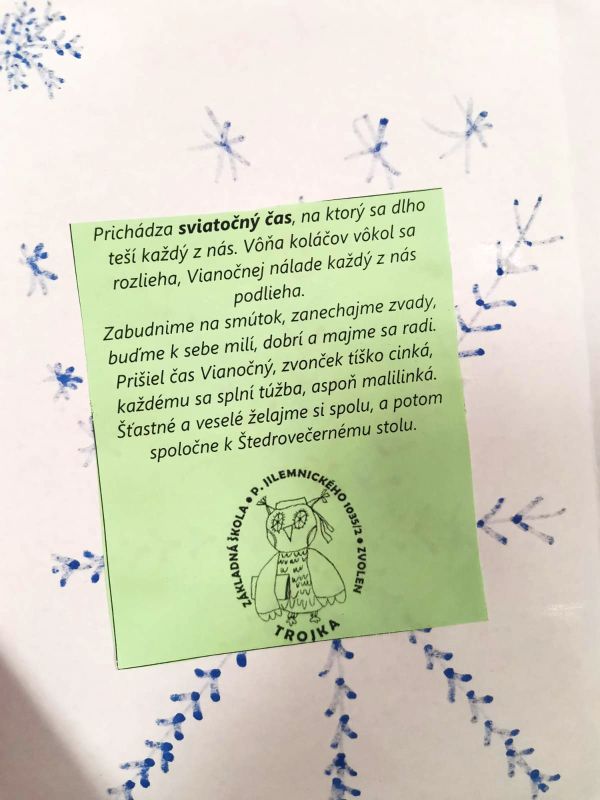 Prichádza sviatočný čas, na ktorý sa dlho
teší každý z nás. Vôňa koláčov vôkol sa
rozlieha, Vianočnej nálade každý z nás
podlieha.
Zabudnime na smútok, zanechajme zvady,
buďme k sebe milí, dobrí a majme sa radi.
Prišiel čas Vianočný, zvonček tíško cinká,
každému sa splní túžba, aspoň malilinká.
Šťastné a veselé želajme si spolu, a potom
spoločne k Štedrovečernému stolu.
ZÁKLADNÁ ŠKOLA • P. JILEMNICKÉHO 1035/2 • ZVOLEN
TROJKA